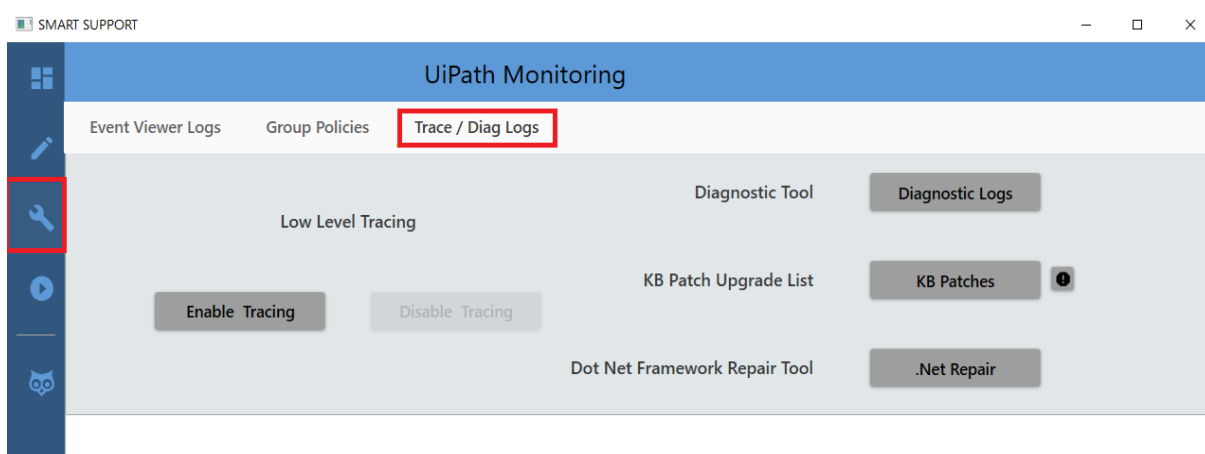 SMART SUPPORT
UiPath Monitoring
Event Viewer Logs
Group Policies
Trace / Diag Logs
Low Level Tracing
Enable Tracing
Disable Tracing
Diagnostic Tool
Diagnostic Logs
KB Patch Upgrade List
KB Patches
Dot Net Framework Repair Tool
.Net Repair